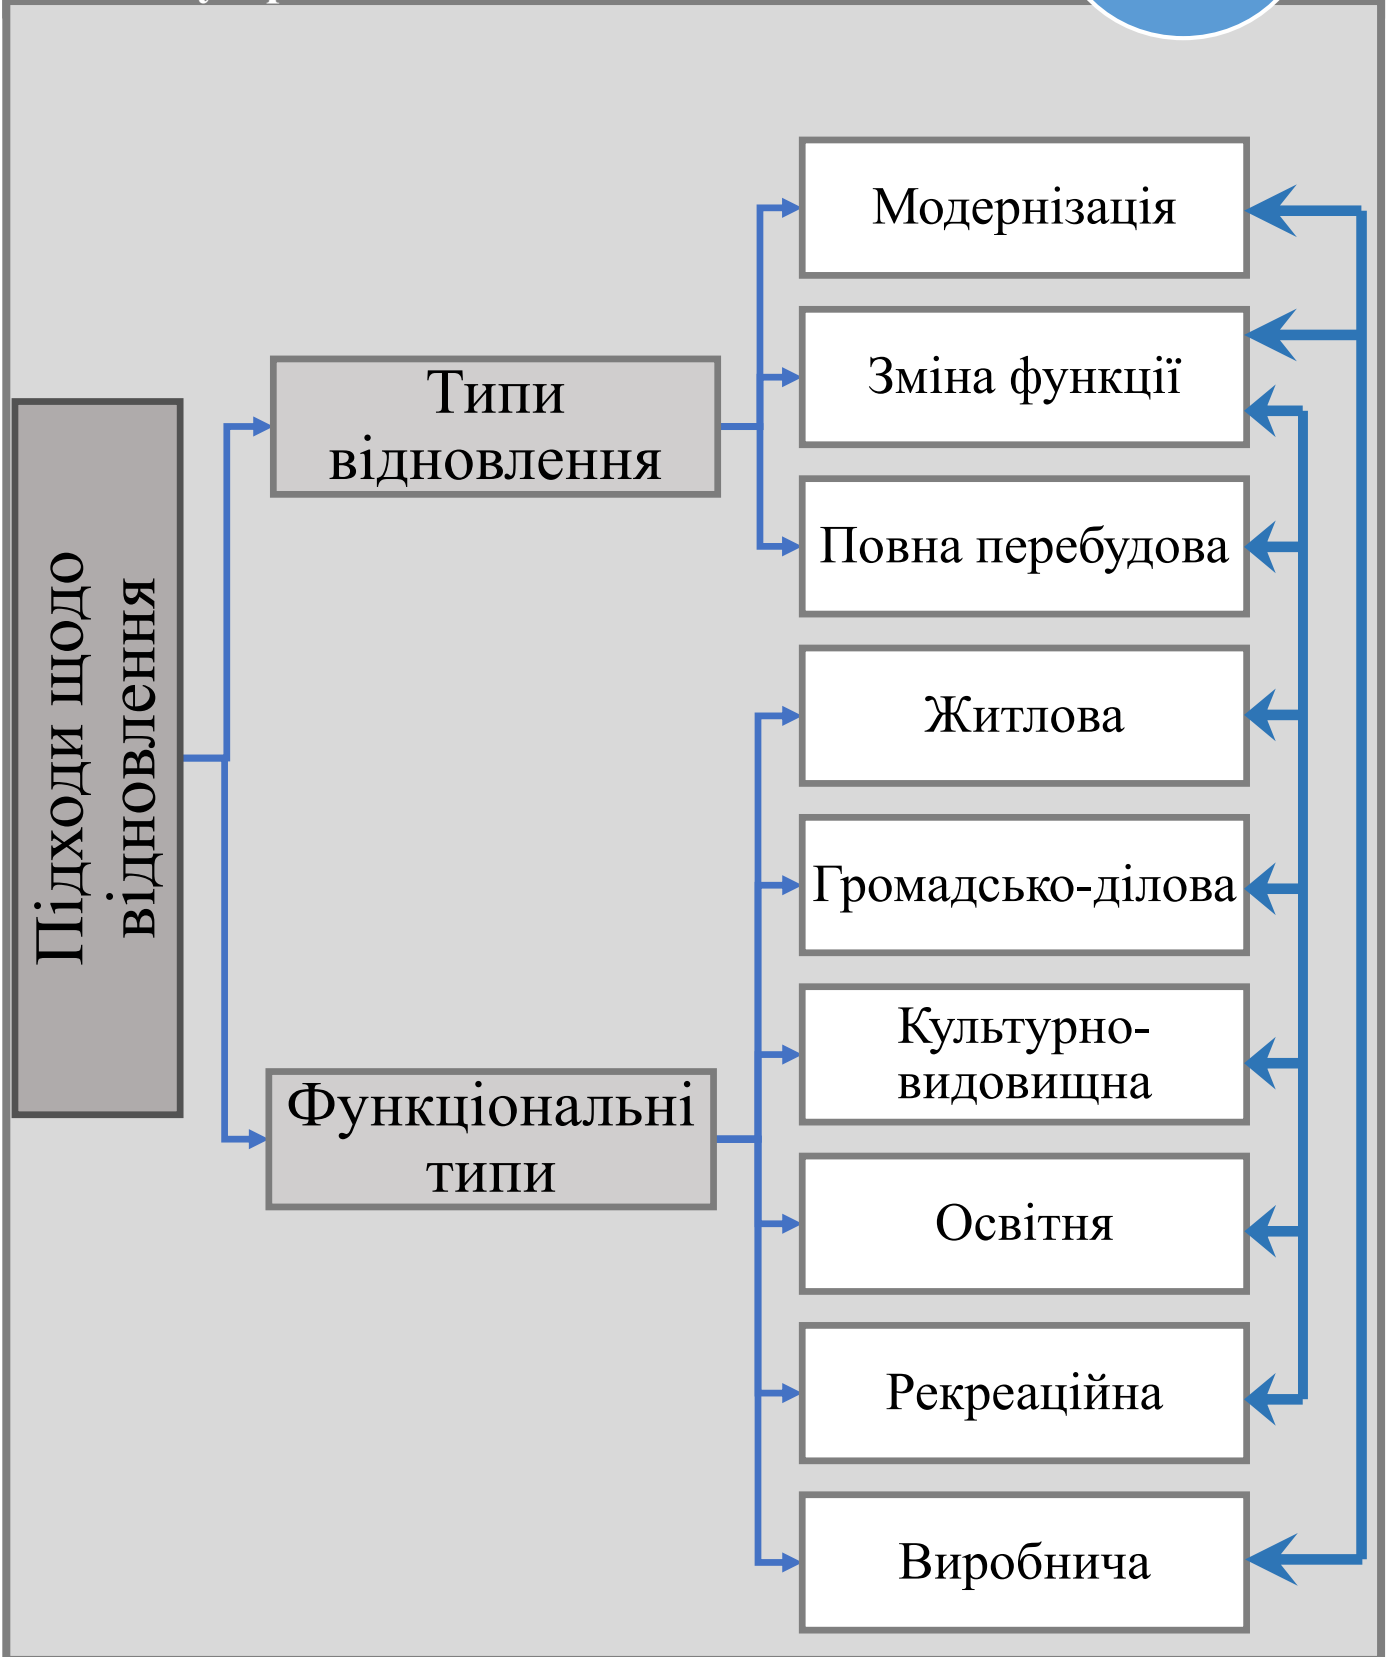 Підходи щодо
відновлення
Типи
відновлення
Функціональні
типи
Модернізація
Зміна функції
Повна перебудова
Житлова
Громадсько-ділова
Культурно-
видовищна
Освітня
Рекреаційна
Виробнича